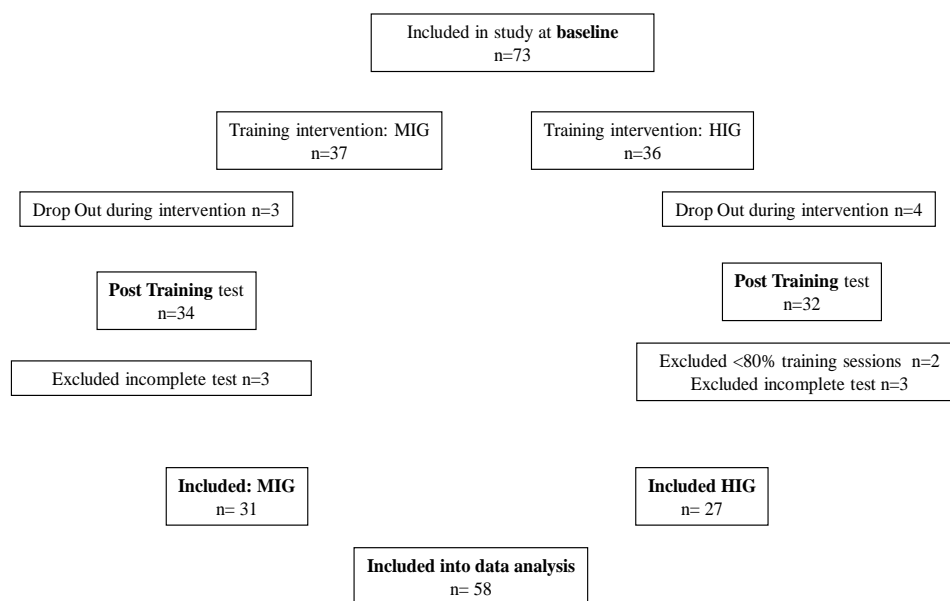 Included in study at baseline
n=73
Training intervention: MIG
n=37
Training intervention: HIG
n=36
Drop Out during intervention n=3
Drop Out during intervention n=4
Post Training test
n=34
Post Training test
n=32
Excluded incomplete test n=3
Excluded <80% training sessions n=2
Excluded incomplete test n=3
Included: MIG
n= 31
Included HIG
n= 27
Included into data analysis
n= 58